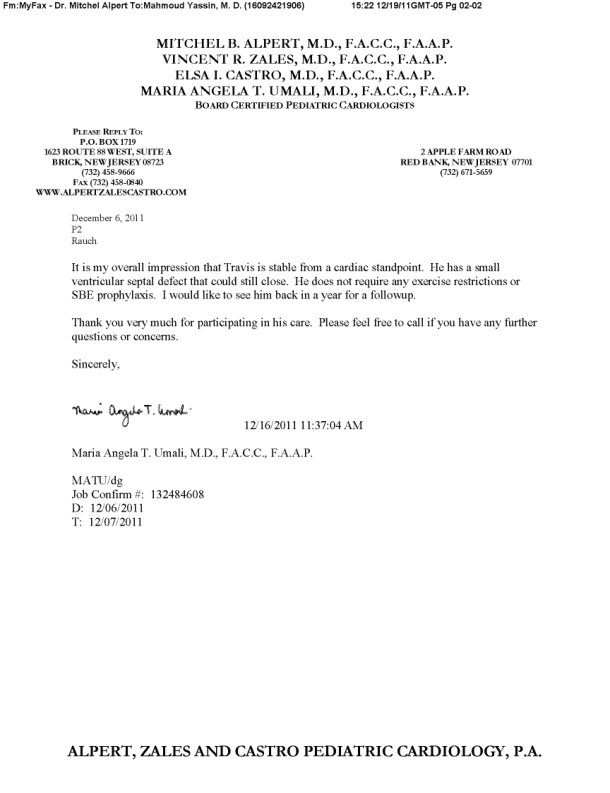 Fm:MyFax - Dr. Mitchel Alpert To:Mahmoud Yassin, M. D. (16092421906) 15:22 12/19/11GMT-05 Pg 02-02
MITCHEL B. ALPERT, M.D., F.A.C.C., F.A.A.P.
VINCENT R. ZALES, M.D., F.A.C.C., F.A.A.P.
ELSA I. CASTRO, M.D., F.A.C.C., F.A.A.P.
MARIA ANGELA T. UMALI, M.D., F.A.C.C., F.A.A.P.
BOARD CERTIFIED PEDIATRIC CARDIOLOGISTS
PLEASE REPLY TO:
P.O. BOX 1719
1623 ROUTE 88 WEST, SUITE A
BRICK, NEW JERSEY 08723
(732) 458-9666
FAX (732) 458-0840
WWW.ALPERTZALESCASTRO.COM
2 APPLE FARM ROAD
RED BANK, NEW JERSEY 07701
(732) 671-5659
December 6, 2011
P2
Rauch
It is my overall impression that Travis is stable from a cardiac standpoint. He has a small
ventricular septal defect that could still close. He does not require any exercise restrictions or
SBE prophylaxis. I would like to see him back in a year for a followup.
Thank you very much for participating in his care. Please feel free to call if you have any further
questions or concerns.
Sincerely,
Maria Angela T. Umali
12/16/2011 11:37:04 AM
Maria Angela T. Umali, M.D., F.A.C.C., F.A.A.P.
MATU/dg
Job Confirm #: 132484608
D: 12/06/2011
T: 12/07/2011
ALPERT, ZALES AND CASTRO PEDIATRIC CARDIOLOGY, P.A.